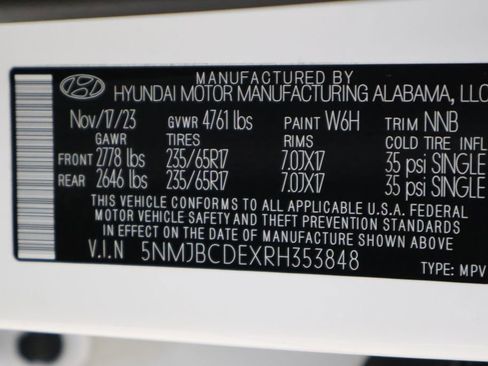 MANUFACTURED BY
HYUNDAI MOTOR MANUFACTURING ALABAMA, LLC
Nov/17/23 GVWR 4761 lbs PAINT W6H TRIM NNB
GAWR TIRES RIMS COLD TIRE INFL
FRONT 2778 lbs 235/65R17 7.0JX17 35 psi SINGLE
REAR 2646 lbs 235/65R17 7.0JX17 35 psi SINGLE
THIS VEHICLE CONFORMS TO ALL APPLICABLE U.S.A. FEDERAL
MOTOR VEHICLE SAFETY AND THEFT PREVENTION STANDARDS
IN EFFECT ON THE DATE OF MANUFACTURE SHOWN ABOVE
V.I.N 5NMJBCDEXRH353848 TYPE: MPV